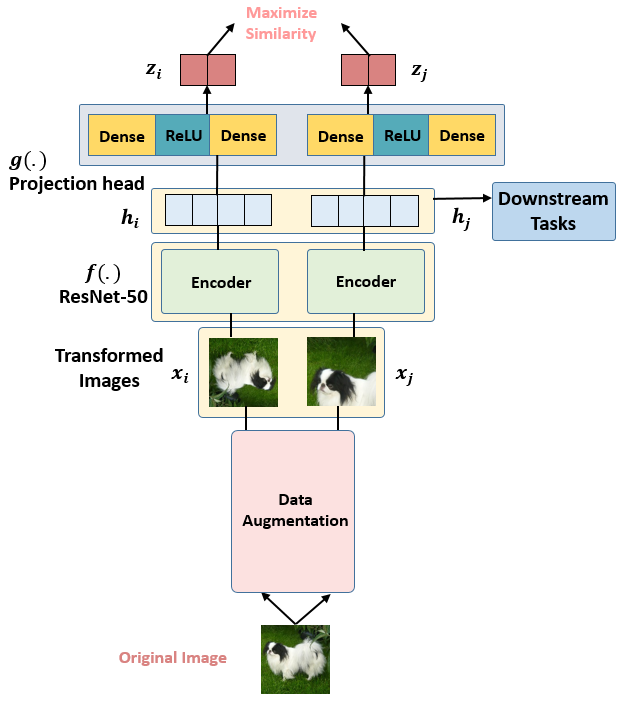 Maximize
Similarity
z_i
z_j
Dense ReLU Dense
Dense ReLU Dense
g(.)
Projection head
h_i
h_j
Downstream
Tasks
f(.)
ResNet-50
Encoder
Encoder
Transformed
Images
x_i
x_j
Data
Augmentation
Original Image